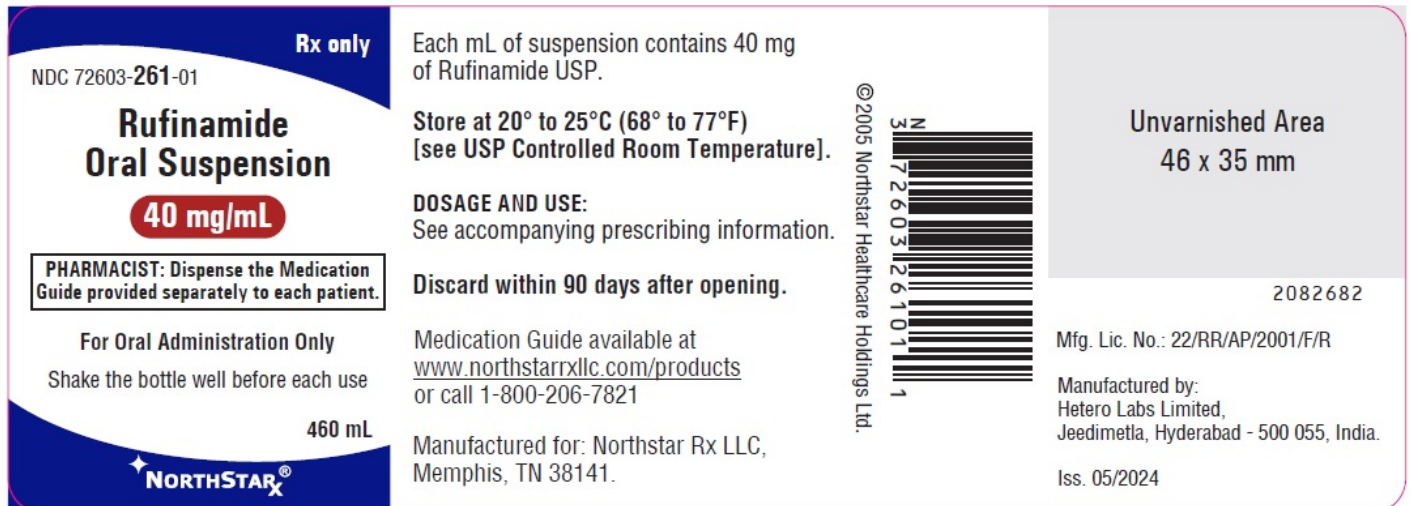 Rx only
NDC 72603-261-01
Rufinamide
Oral Suspension
40 mg/mL
PHARMACIST: Dispense the Medication
Guide provided separately to each patient.
For Oral Administration Only
Shake the bottle well before each use
460 mL
NORTHSTARX®
Each mL of suspension contains 40 mg
of Rufinamide USP.
Store at 20° to 25°C (68° to 77°F)
[see USP Controlled Room Temperature].
DOSAGE AND USE:
See accompanying prescribing information.
Discard within 90 days after opening.
Medication Guide available at
www.northstarrxllc.com/products
or call 1-800-206-7821
Manufactured for: Northstar Rx LLC,
Memphis, TN 38141.
© 2005 Northstar Healthcare Holdings Ltd.
N
3 72603 26101 1
Unvarnished Area
46 x 35 mm
2082682
Mfg. Lic. No.: 22/RR/AP/2001/F/R
Manufactured by:
Hetero Labs Limited,
Jeedimetla, Hyderabad - 500 055, India.
Iss. 05/2024